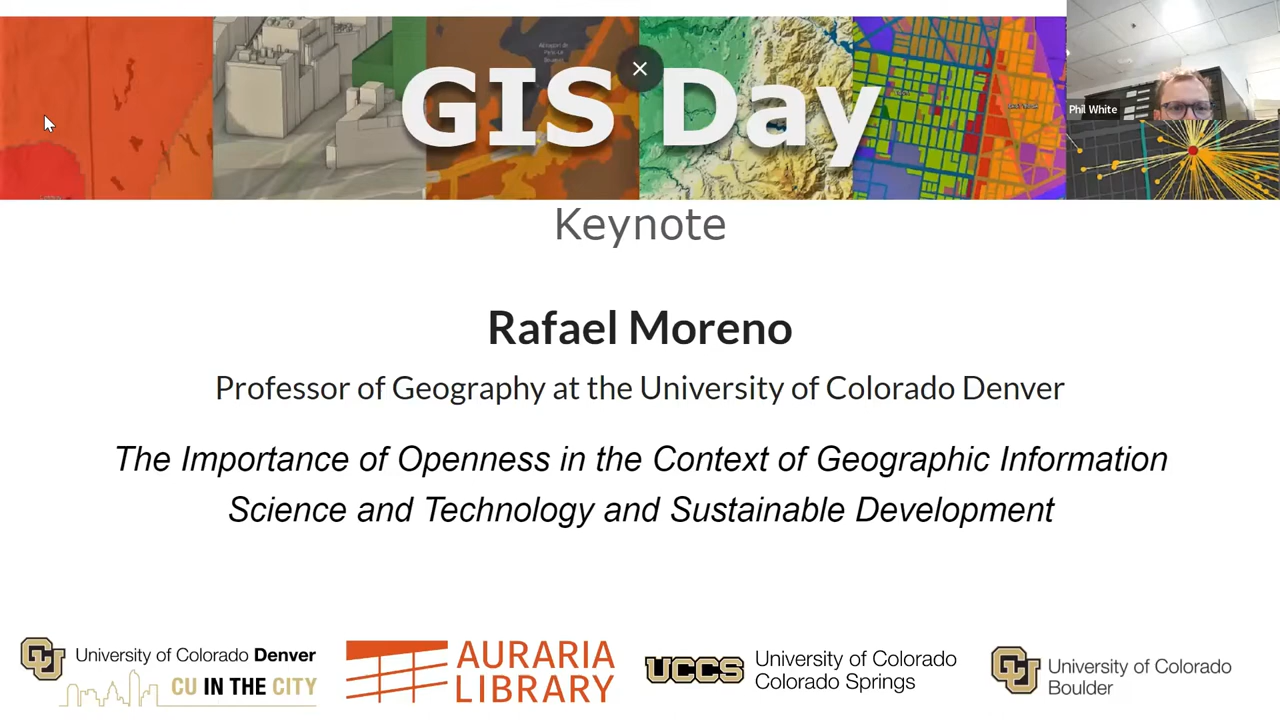 GIS Day
Phil White
Keynote
Rafael Moreno
Professor of Geography at the University of Colorado Denver
The Importance of Openness in the Context of Geographic Information
Science and Technology and Sustainable Development
CU
University of Colorado Denver
CU IN THE CITY
AURARIA
LIBRARY
UCCS
University of Colorado
Colorado Springs
CU
University of Colorado
Boulder